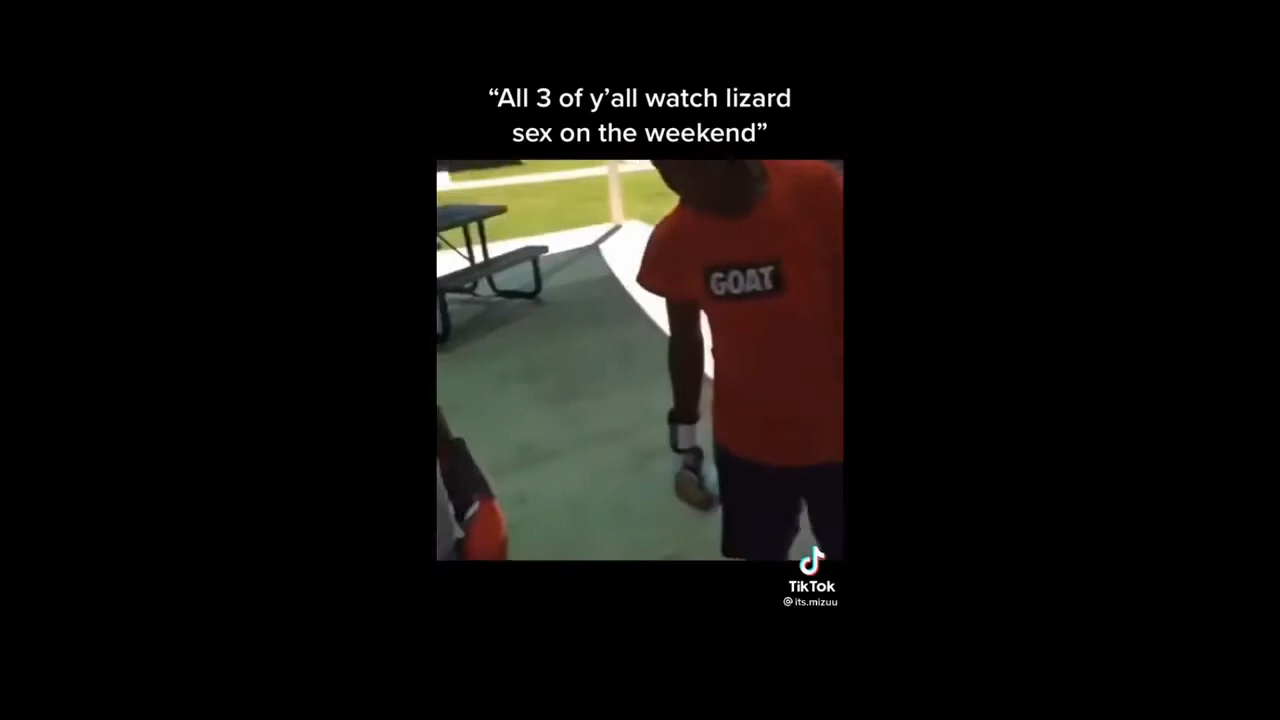 “All 3 of y’all watch lizard
sex on the weekend”
GOAT
TikTok
@its.mizuu